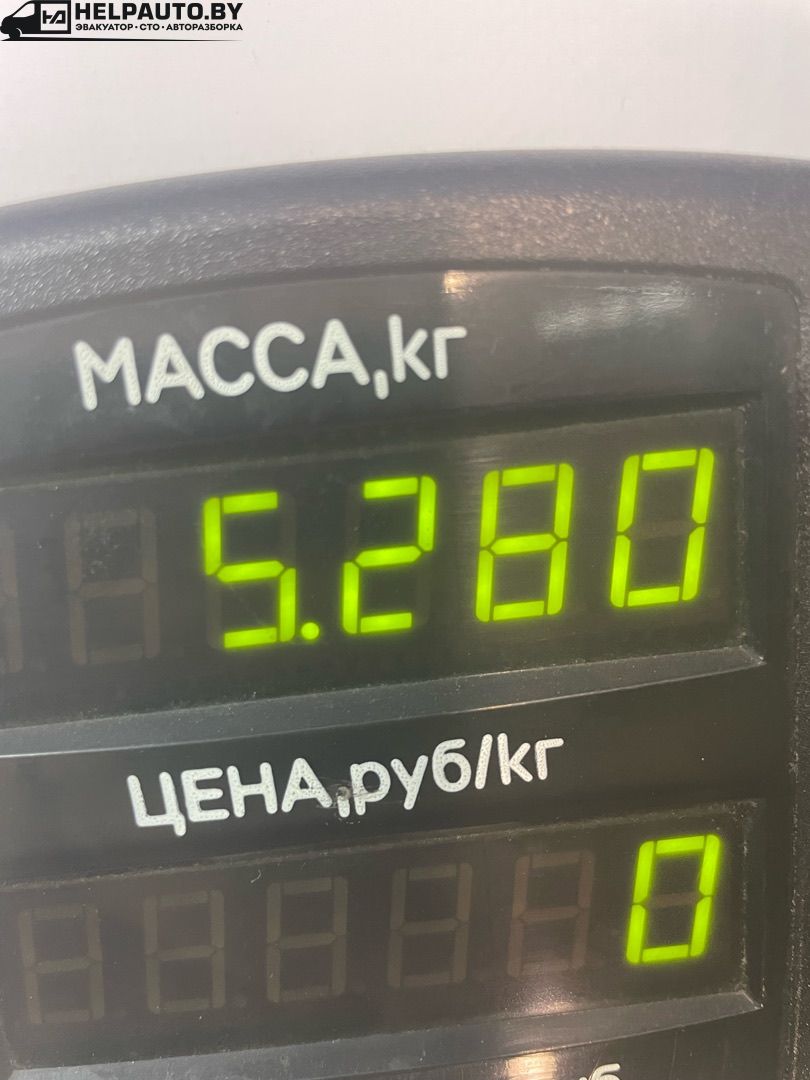 HELPAUTO.BY
ЭВАКУАТОР • СТО • АВТОРАЗБОРКА
МАССА,кг
5.280
ЦЕНА,руб/кг
0